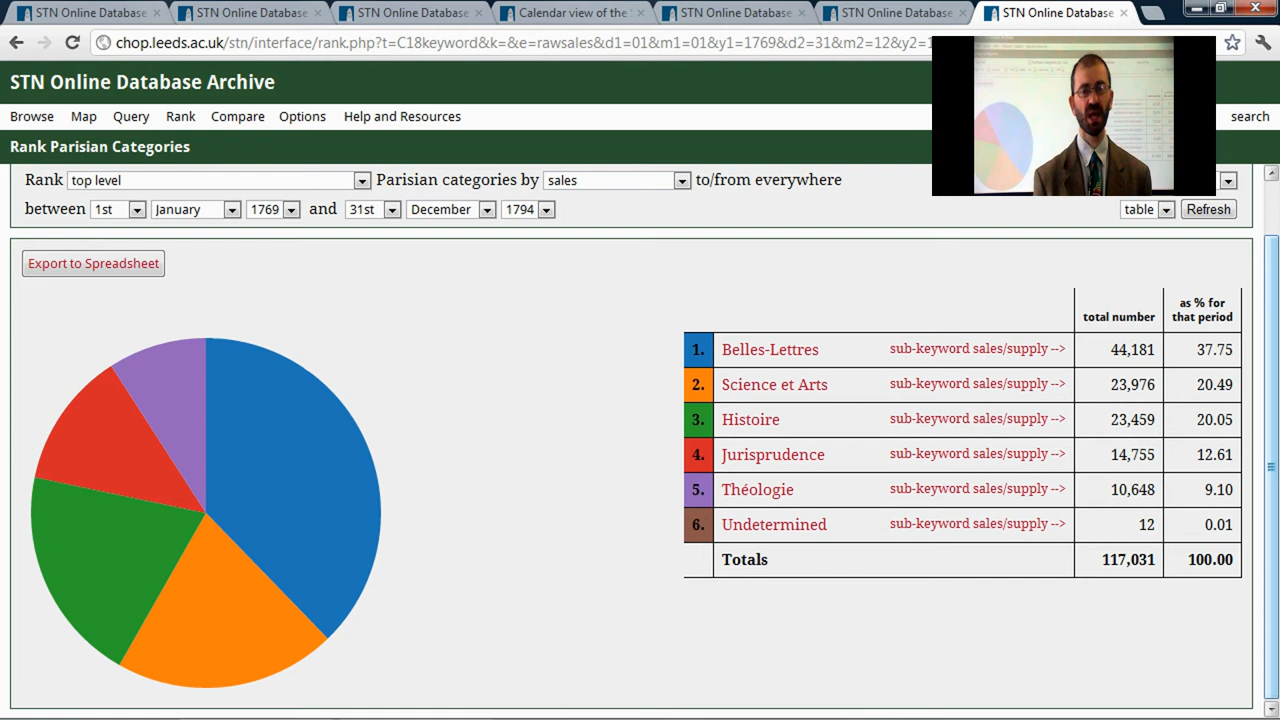 STN Online Database
STN Online Database
STN Online Database
Calendar view of the
STN Online Database
STN Online Database
STN Online Database
chop.leeds.ac.uk/stn/interface/rank.php?t=C18keyword&k=&e=rawsales&d1=01&m1=01&y1=1769&d2=31&m2=12&y2=1
STN Online Database Archive
Browse Map Query Rank Compare Options Help and Resources search
Rank Parisian Categories
Rank top level Parisian categories by sales to/from everywhere
between 1st January 1769 and 31st December 1794 table Refresh
Export to Spreadsheet
total number as % for that period
1. Belles-Lettres sub-keyword sales/supply --> 44,181 37.75
2. Science et Arts sub-keyword sales/supply --> 23,976 20.49
3. Histoire sub-keyword sales/supply --> 23,459 20.05
4. Jurisprudence sub-keyword sales/supply --> 14,755 12.61
5. Théologie sub-keyword sales/supply --> 10,648 9.10
6. Undetermined sub-keyword sales/supply --> 12 0.01
Totals 117,031 100.00